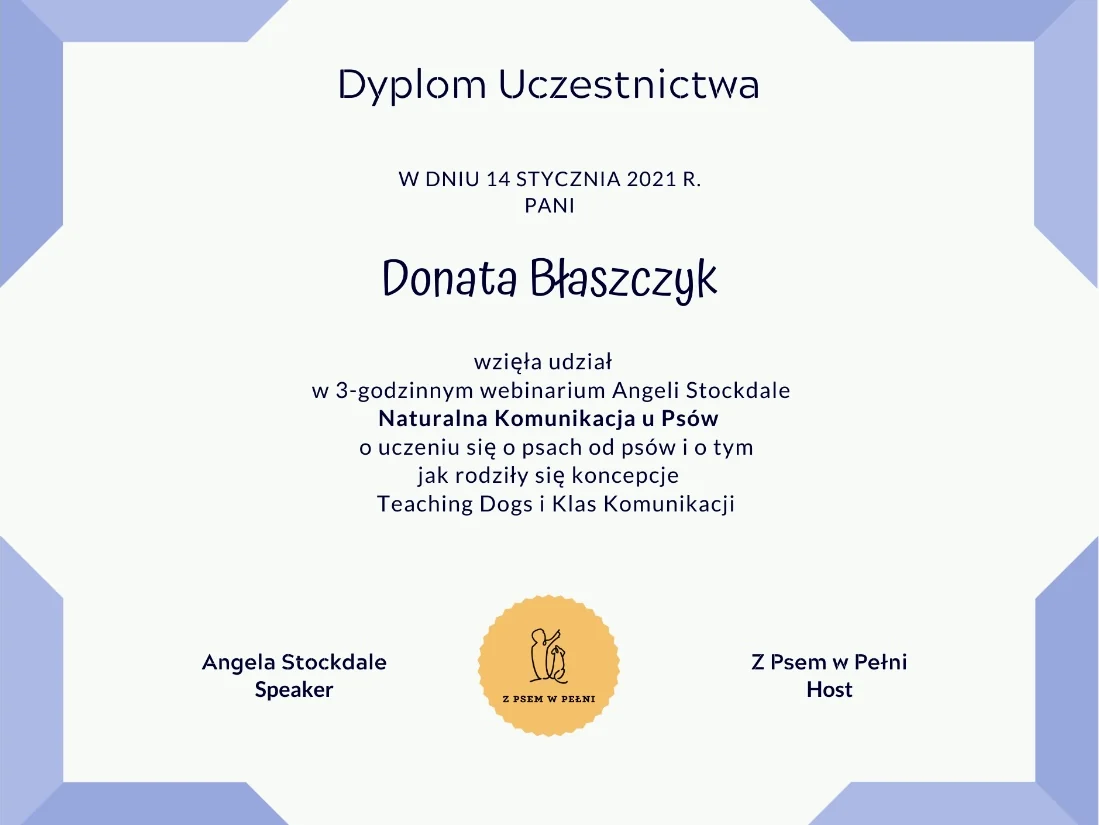 Dyplom Uczestnictwa
W DNIU 14 STYCZNIA 2021 R.
PANI
Donata Błaszczyk
wzięła udział
w 3-godzinnym webinarium Angeli Stockdale
Naturalna Komunikacja u Psów
o uczeniu się o psach od psów i o tym
jak rodziły się koncepcje
Teaching Dogs i Klas Komunikacji
Angela Stockdale
Speaker
Z PSEM W PEŁNI
Z Psem w Pełni
Host